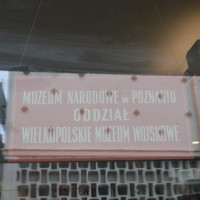 MUZEUM NARODOWE w POZNANIU
ODDZIAŁ
WIELKOPOLSKIE MUZEUM WOJSKOWE